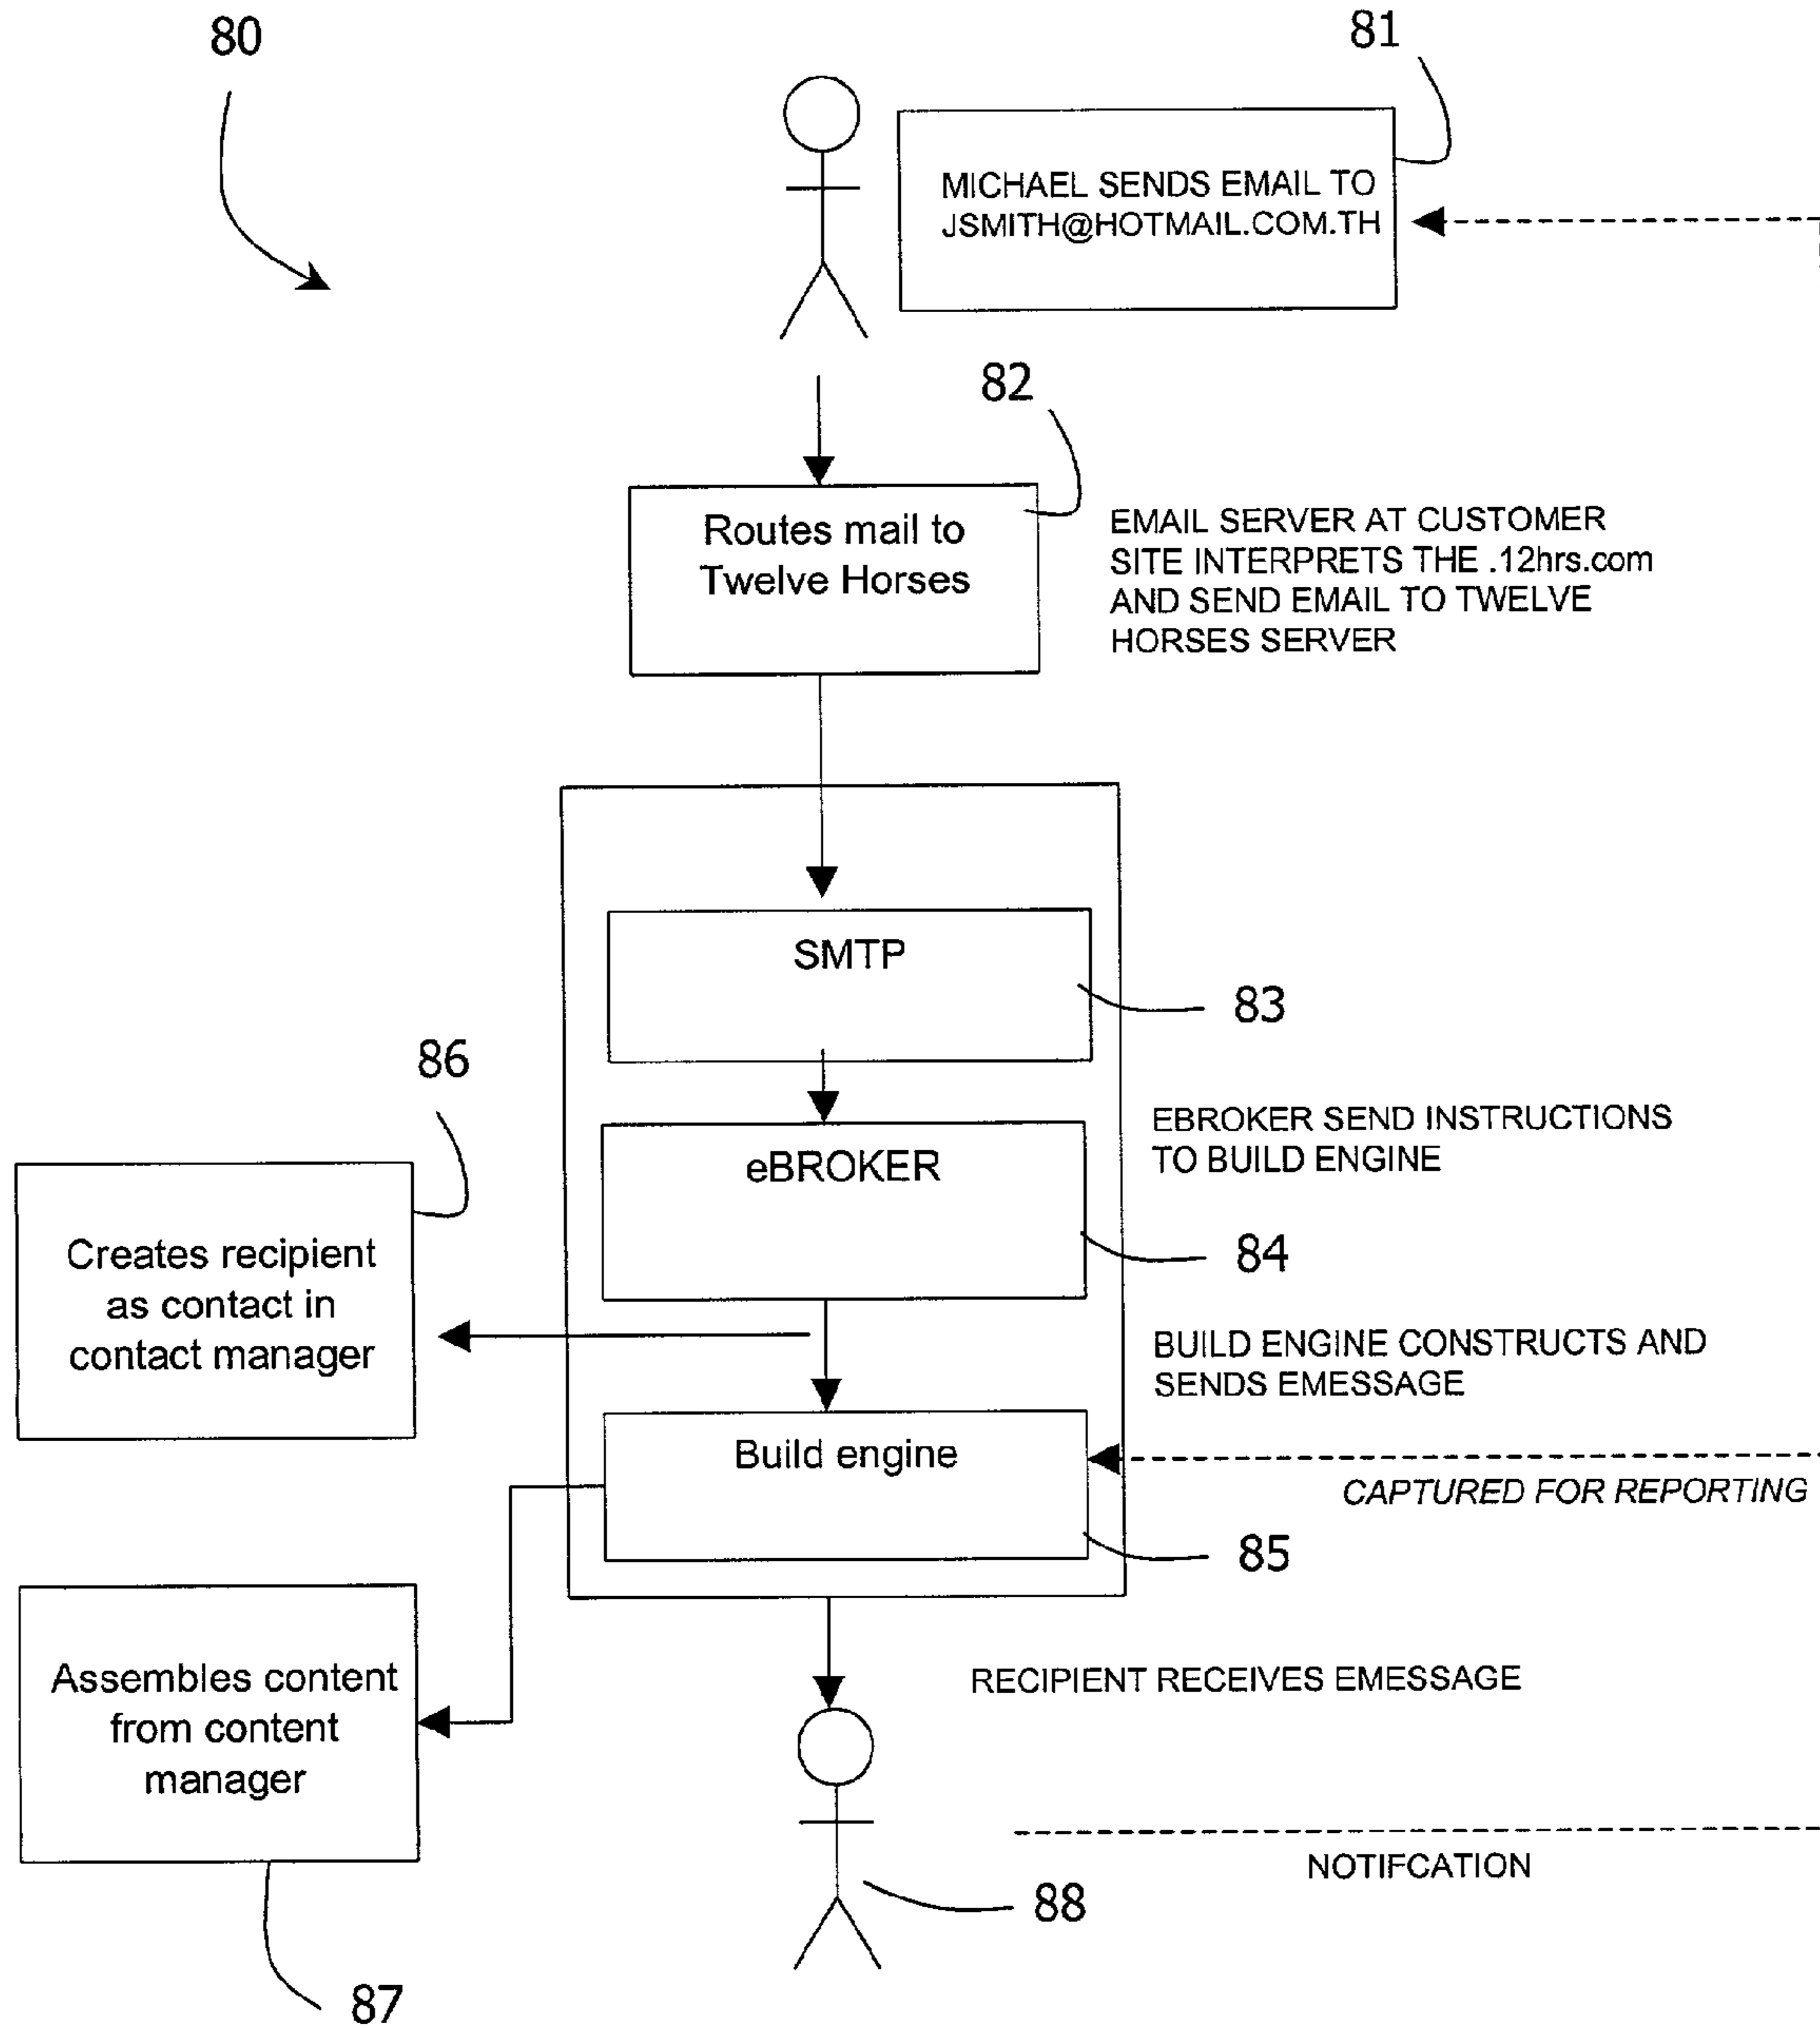 80
81
MICHAEL SENDS EMAIL TO
JSMITH@HOTMAIL.COM.TH
82
Routes mail to
Twelve Horses
EMAIL SERVER AT CUSTOMER
SITE INTERPRETS THE .12hrs.com
AND SEND EMAIL TO TWELVE
HORSES SERVER
SMTP
83
86
EBROKER SEND INSTRUCTIONS
TO BUILD ENGINE
eBROKER
84
Creates recipient
as contact in
contact manager
BUILD ENGINE CONSTRUCTS AND
SENDS EMESSAGE
Build engine
CAPTURED FOR REPORTING
85
Assembles content
from content
manager
RECIPIENT RECEIVES EMESSAGE
NOTIFCATION
88
87